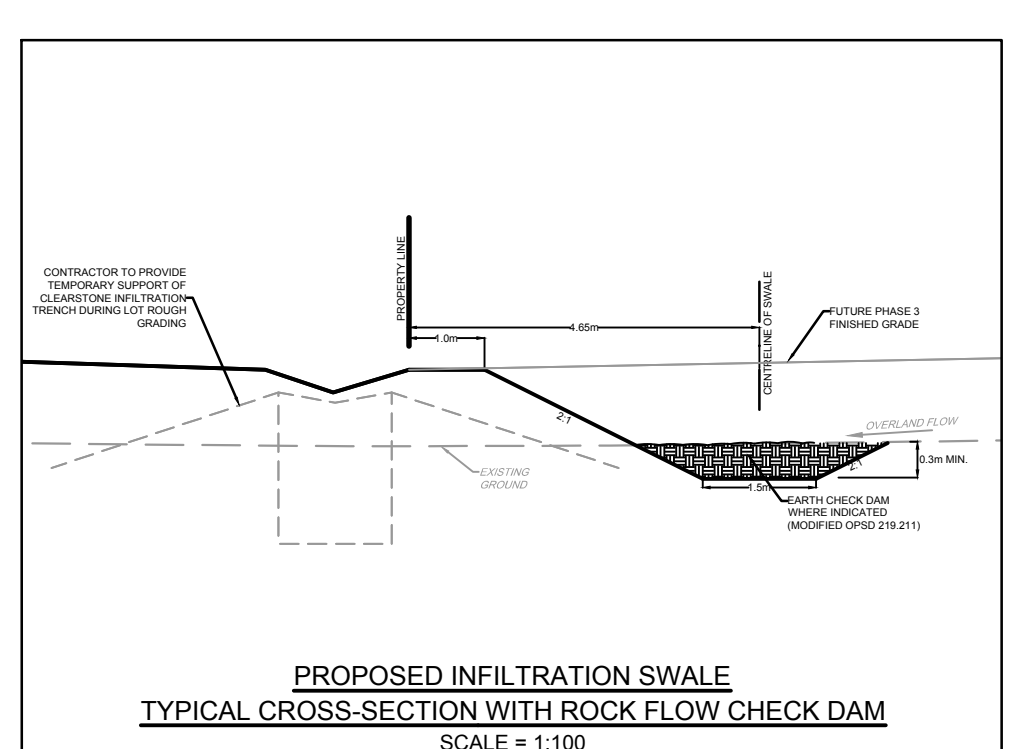 PROPERTY LINE
CENTRELINE OF SWALE
CONTRACTOR TO PROVIDE
TEMPORARY SUPPORT OF
CLEARSTONE INFILTRATION
TRENCH DURING LOT ROUGH
GRADING
FUTURE PHASE 3
FINISHED GRADE
4.65m
1.0m
2:1
OVERLAND FLOW
EXISTING
GROUND
0.3m MIN.
2:1
1.5m
EARTH CHECK DAM
WHERE INDICATED
(MODIFIED OPSD 219.211)
PROPOSED INFILTRATION SWALE
TYPICAL CROSS-SECTION WITH ROCK FLOW CHECK DAM
SCALE = 1:100